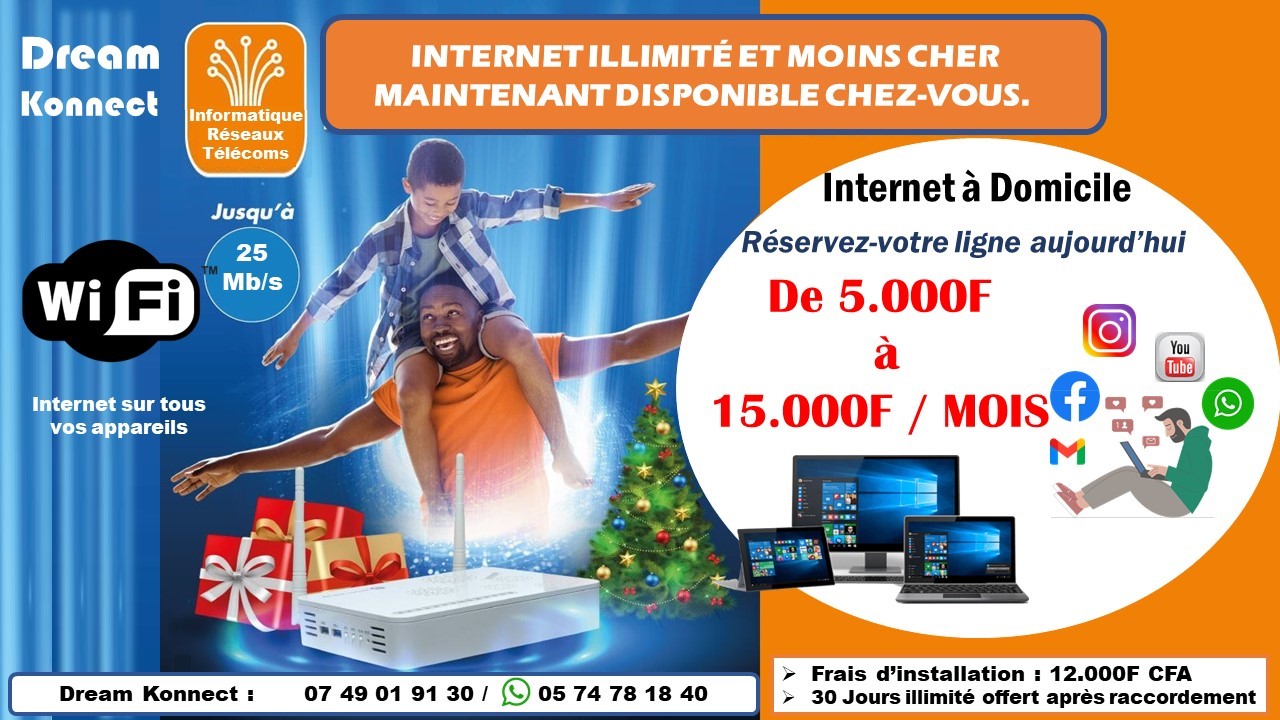 Dream
Konnect
Informatique
Réseaux
Télécoms
INTERNET ILLIMITÉ ET MOINS CHER
MAINTENANT DISPONIBLE CHEZ-VOUS.
Jusqu'à
25
Mb/s
Wi Fi TM
Internet sur tous
vos appareils
Internet à Domicile
Réservez-votre ligne aujourd'hui
De 5.000F
à
15.000F / MOIS
You
Tube
Dream Konnect : 07 49 01 91 30 / 05 74 78 18 40
➢ Frais d'installation : 12.000F CFA
➢ 30 Jours illimité offert après raccordement